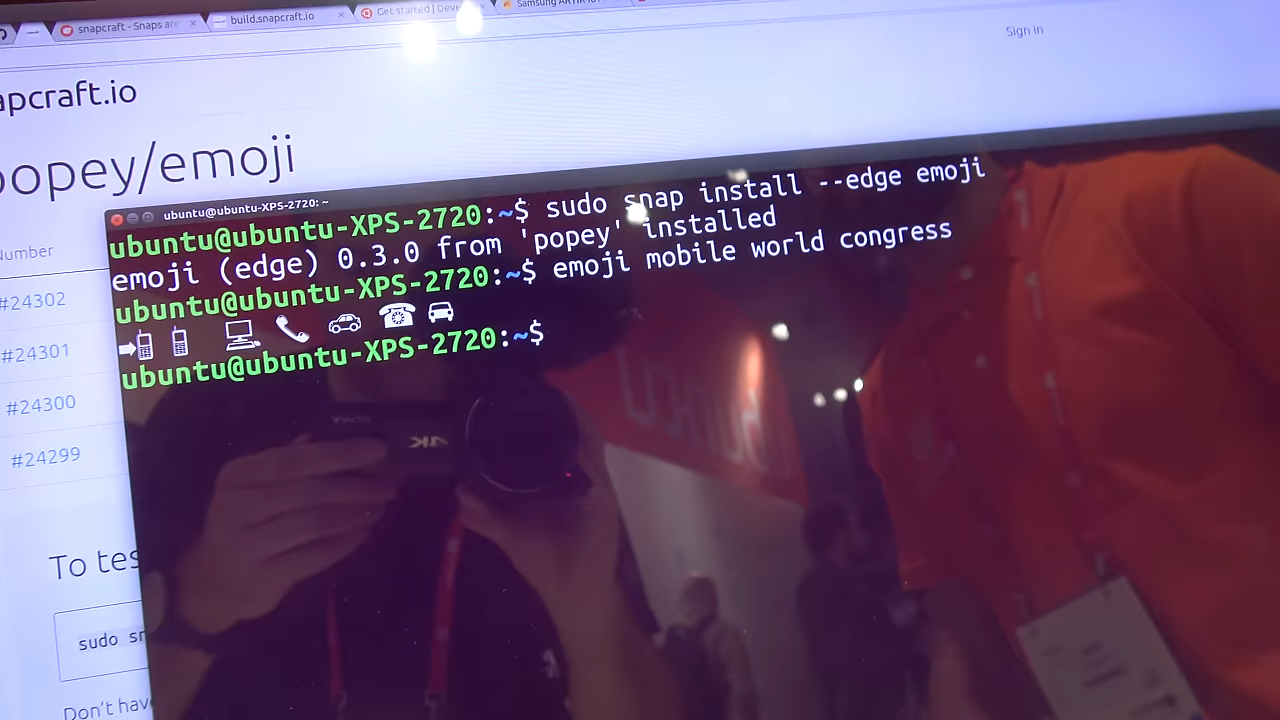 snapcraft - Snaps are
build.snapcraft.io
Get started | Deve
Samsung ARTIK
Sign in
apcraft.io
popey/emoji
Number
#24302
#24301
#24300
#24299
To tes
sudo sn
Don't hav
ubuntu@ubuntu-XPS-2720: ~
ubuntu@ubuntu-XPS-2720:~$ sudo snap install --edge emoji
emoji (edge) 0.3.0 from 'popey' installed
ubuntu@ubuntu-XPS-2720:~$ emoji mobile world congress
ubuntu@ubuntu-XPS-2720:~$
4K